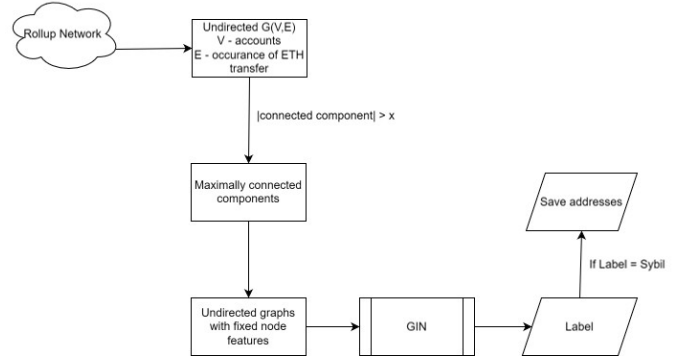 Rollup Network
Undirected G(V,E)
V - accounts
E - occurance of ETH
transfer
|connected component| > x
Maximally connected
components
Save addresses
If Label = Sybil
Undirected graphs
with fixed node
features
GIN
Label